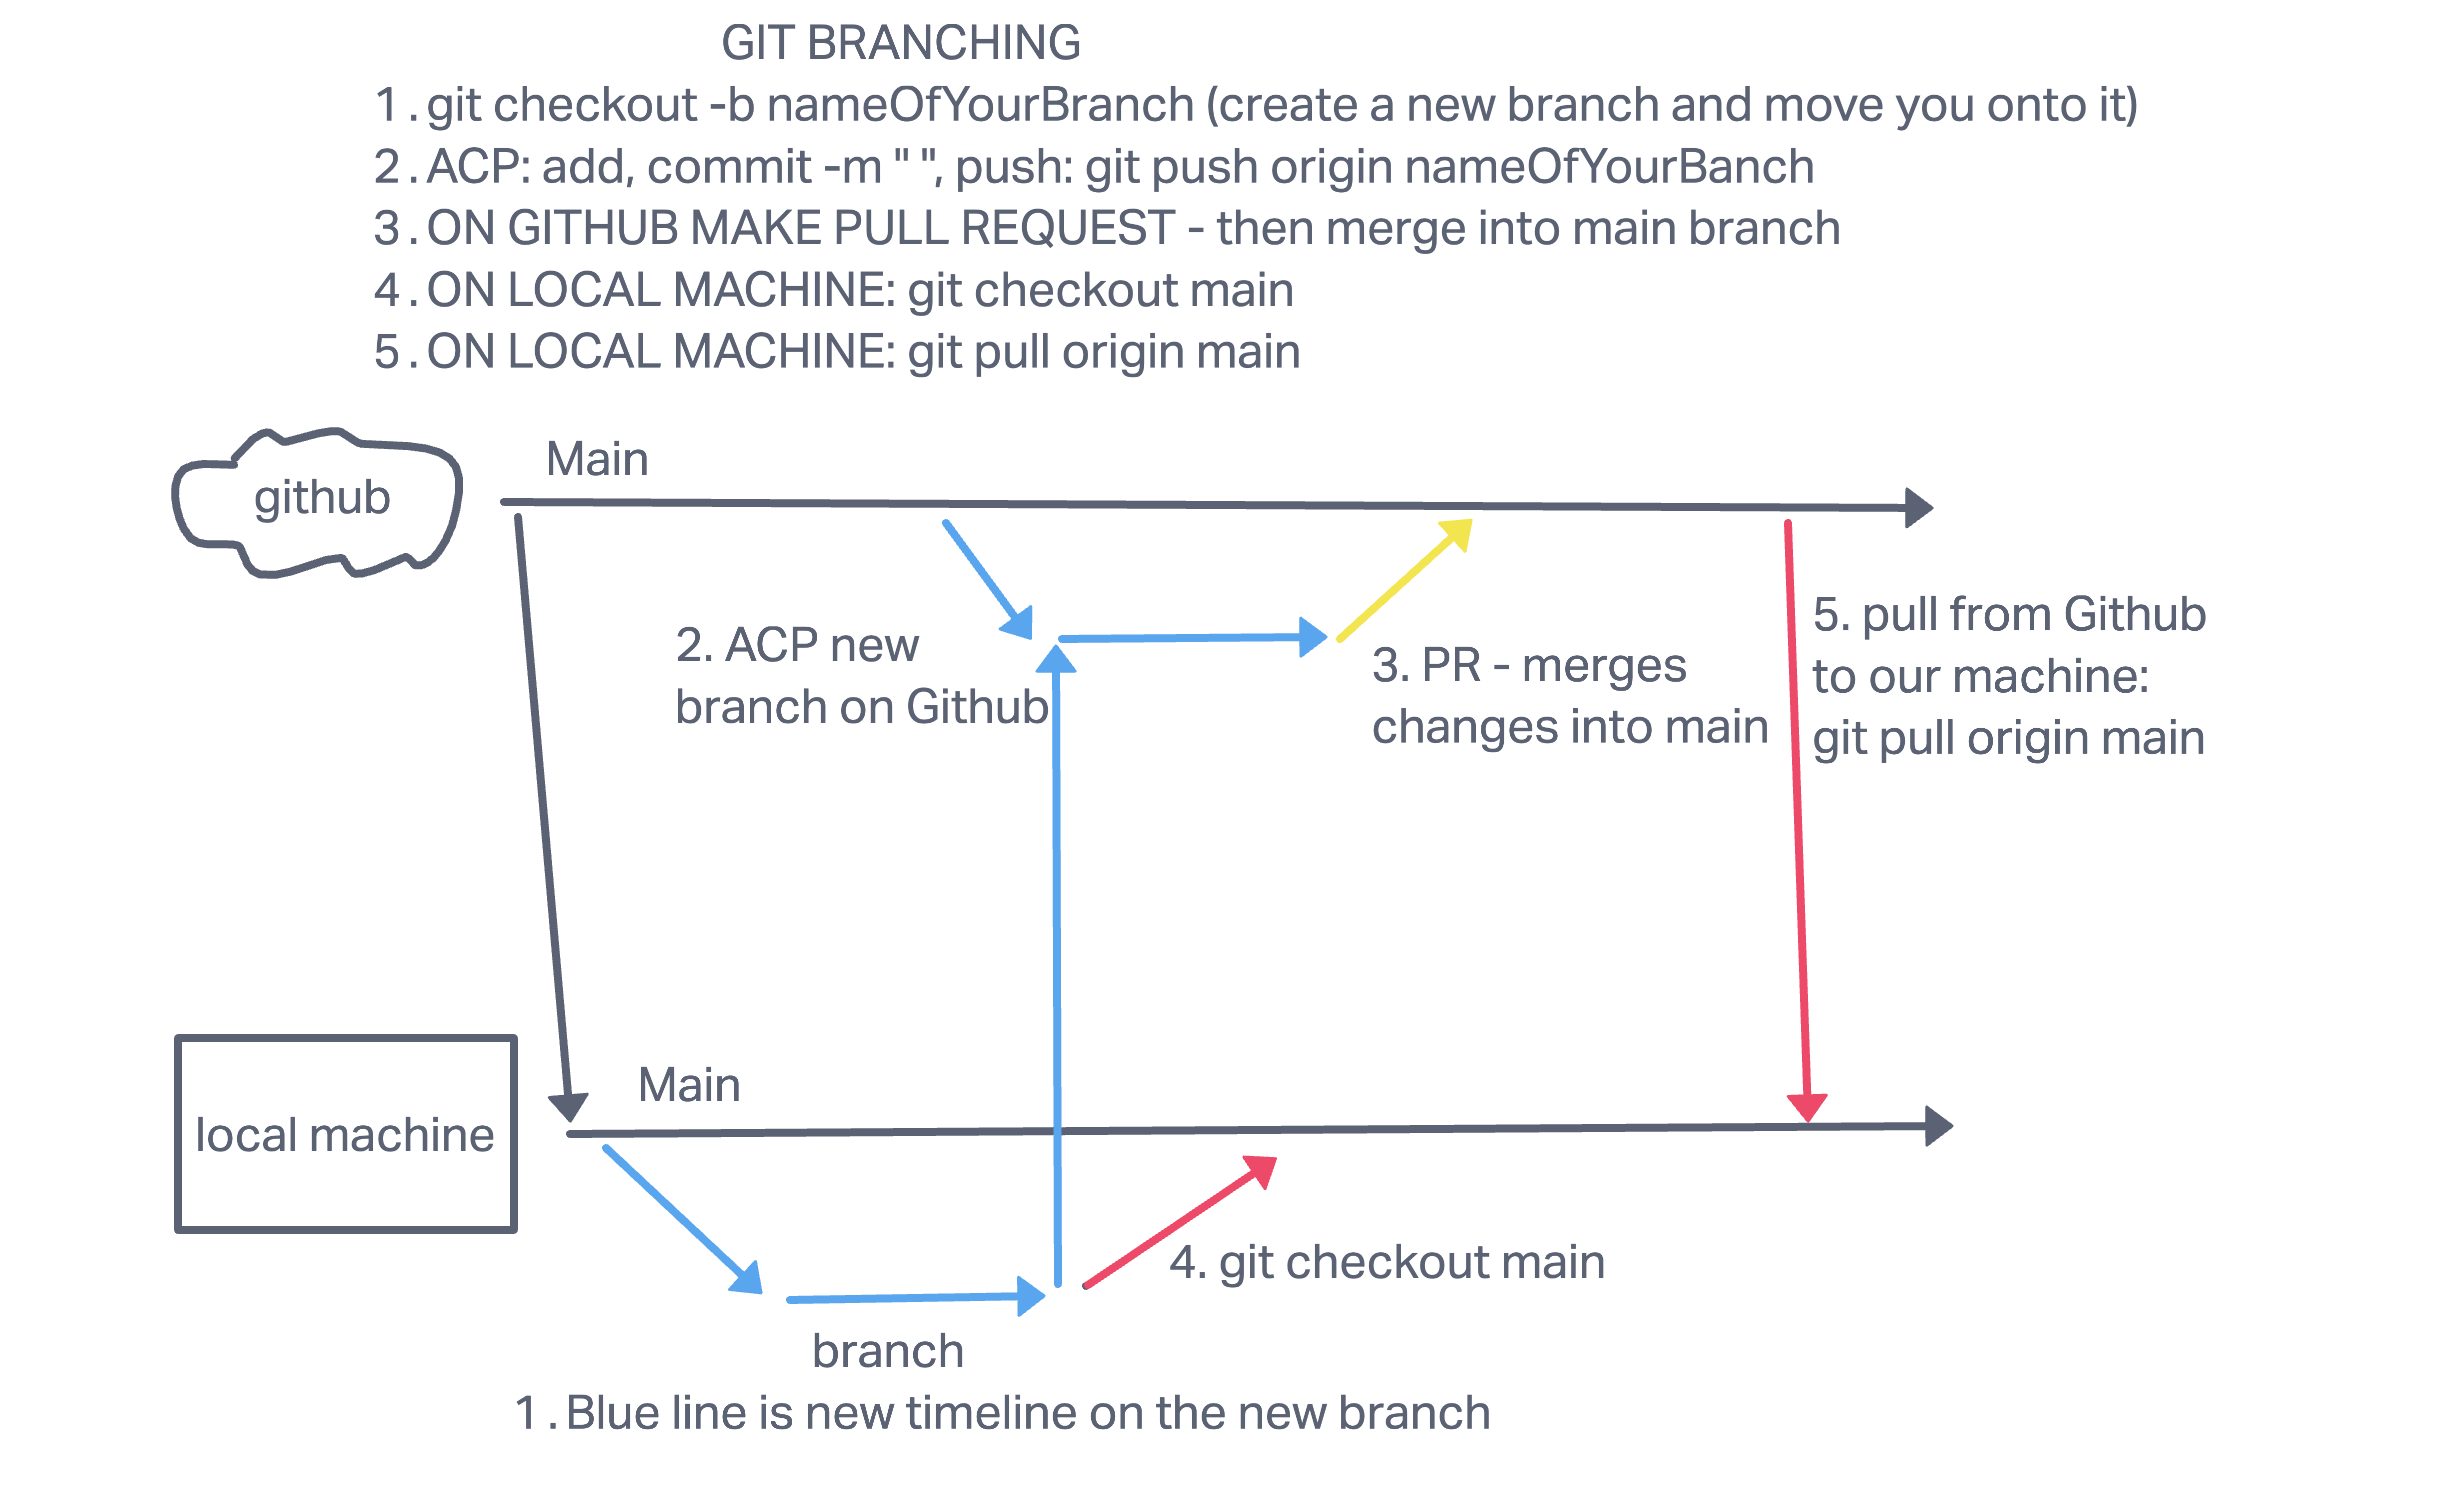 GIT BRANCHING
1. git checkout -b nameOfYourBranch (create a new branch and move you onto it)
2. ACP: add, commit -m " ", push: git push origin nameOfYourBanch
3. ON GITHUB MAKE PULL REQUEST - then merge into main branch
4. ON LOCAL MACHINE: git checkout main
5. ON LOCAL MACHINE: git pull origin main
Main
github
2. ACP new
branch on Github
3. PR - merges
changes into main
5. pull from Github
to our machine:
git pull origin main
Main
local machine
4. git checkout main
branch
1. Blue line is new timeline on the new branch